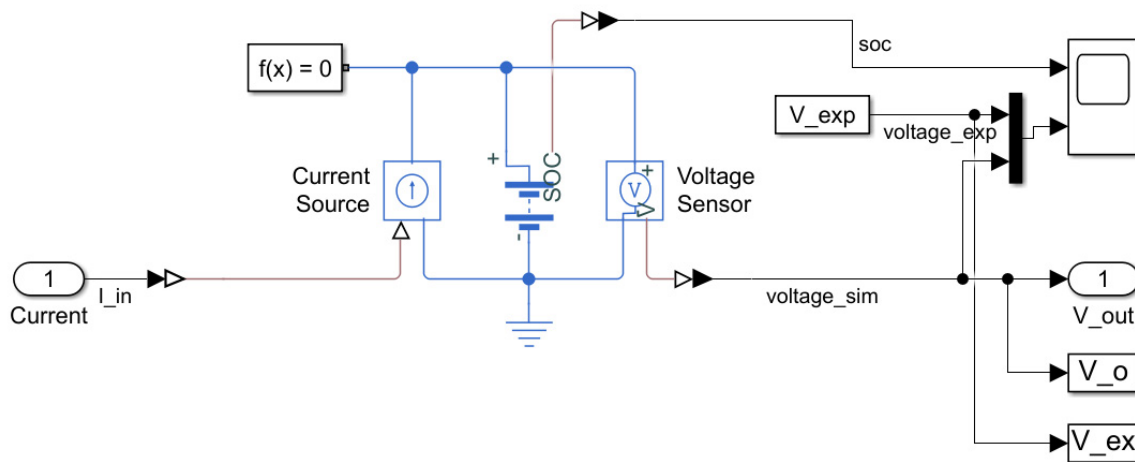 soc
f(x) = 0
V_exp
voltage_exp
+
SOC
-
Current
Source
+
V
V
Voltage
Sensor
1
I_in
Current
voltage_sim
1
V_out
V_o
V_ex